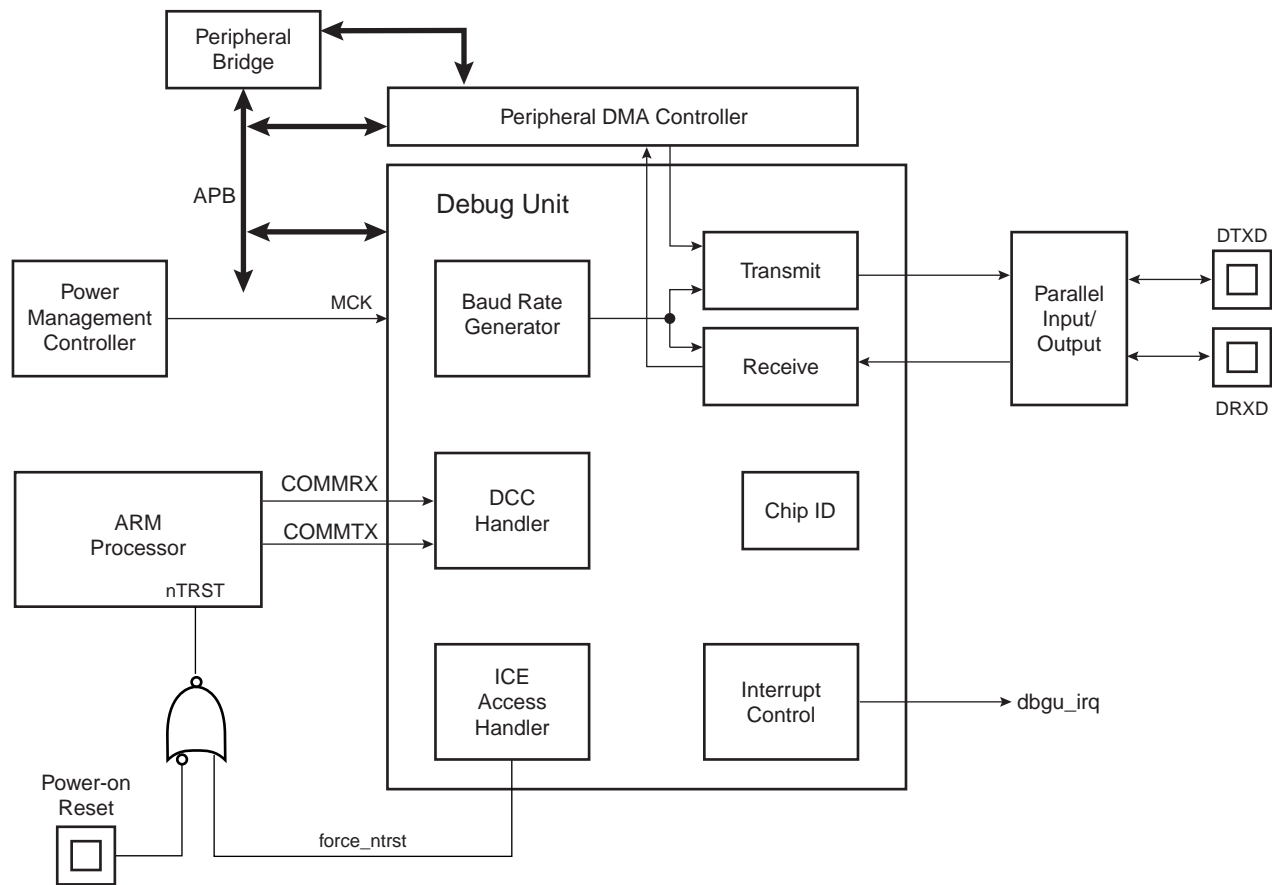 Peripheral
Bridge
Peripheral DMA Controller
APB
Debug Unit
DTXD
Power
Management
Controller
MCK
Baud Rate
Generator
Transmit
Receive
Parallel
Input/
Output
DRXD
ARM
Processor
nTRST
COMMRX
COMMTX
DCC
Handler
Chip ID
ICE
Access
Handler
Interrupt
Control
dbgu_irq
Power-on
Reset
force_ntrst